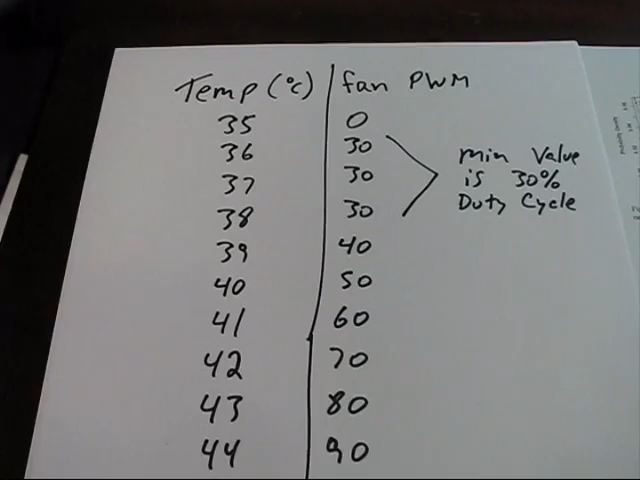 Temp (°c) fan PWM
35 0
36 30
37 30
38 30
39 40
40 50
41 60
42 70
43 80
44 90
min Value
is 30%
Duty Cycle